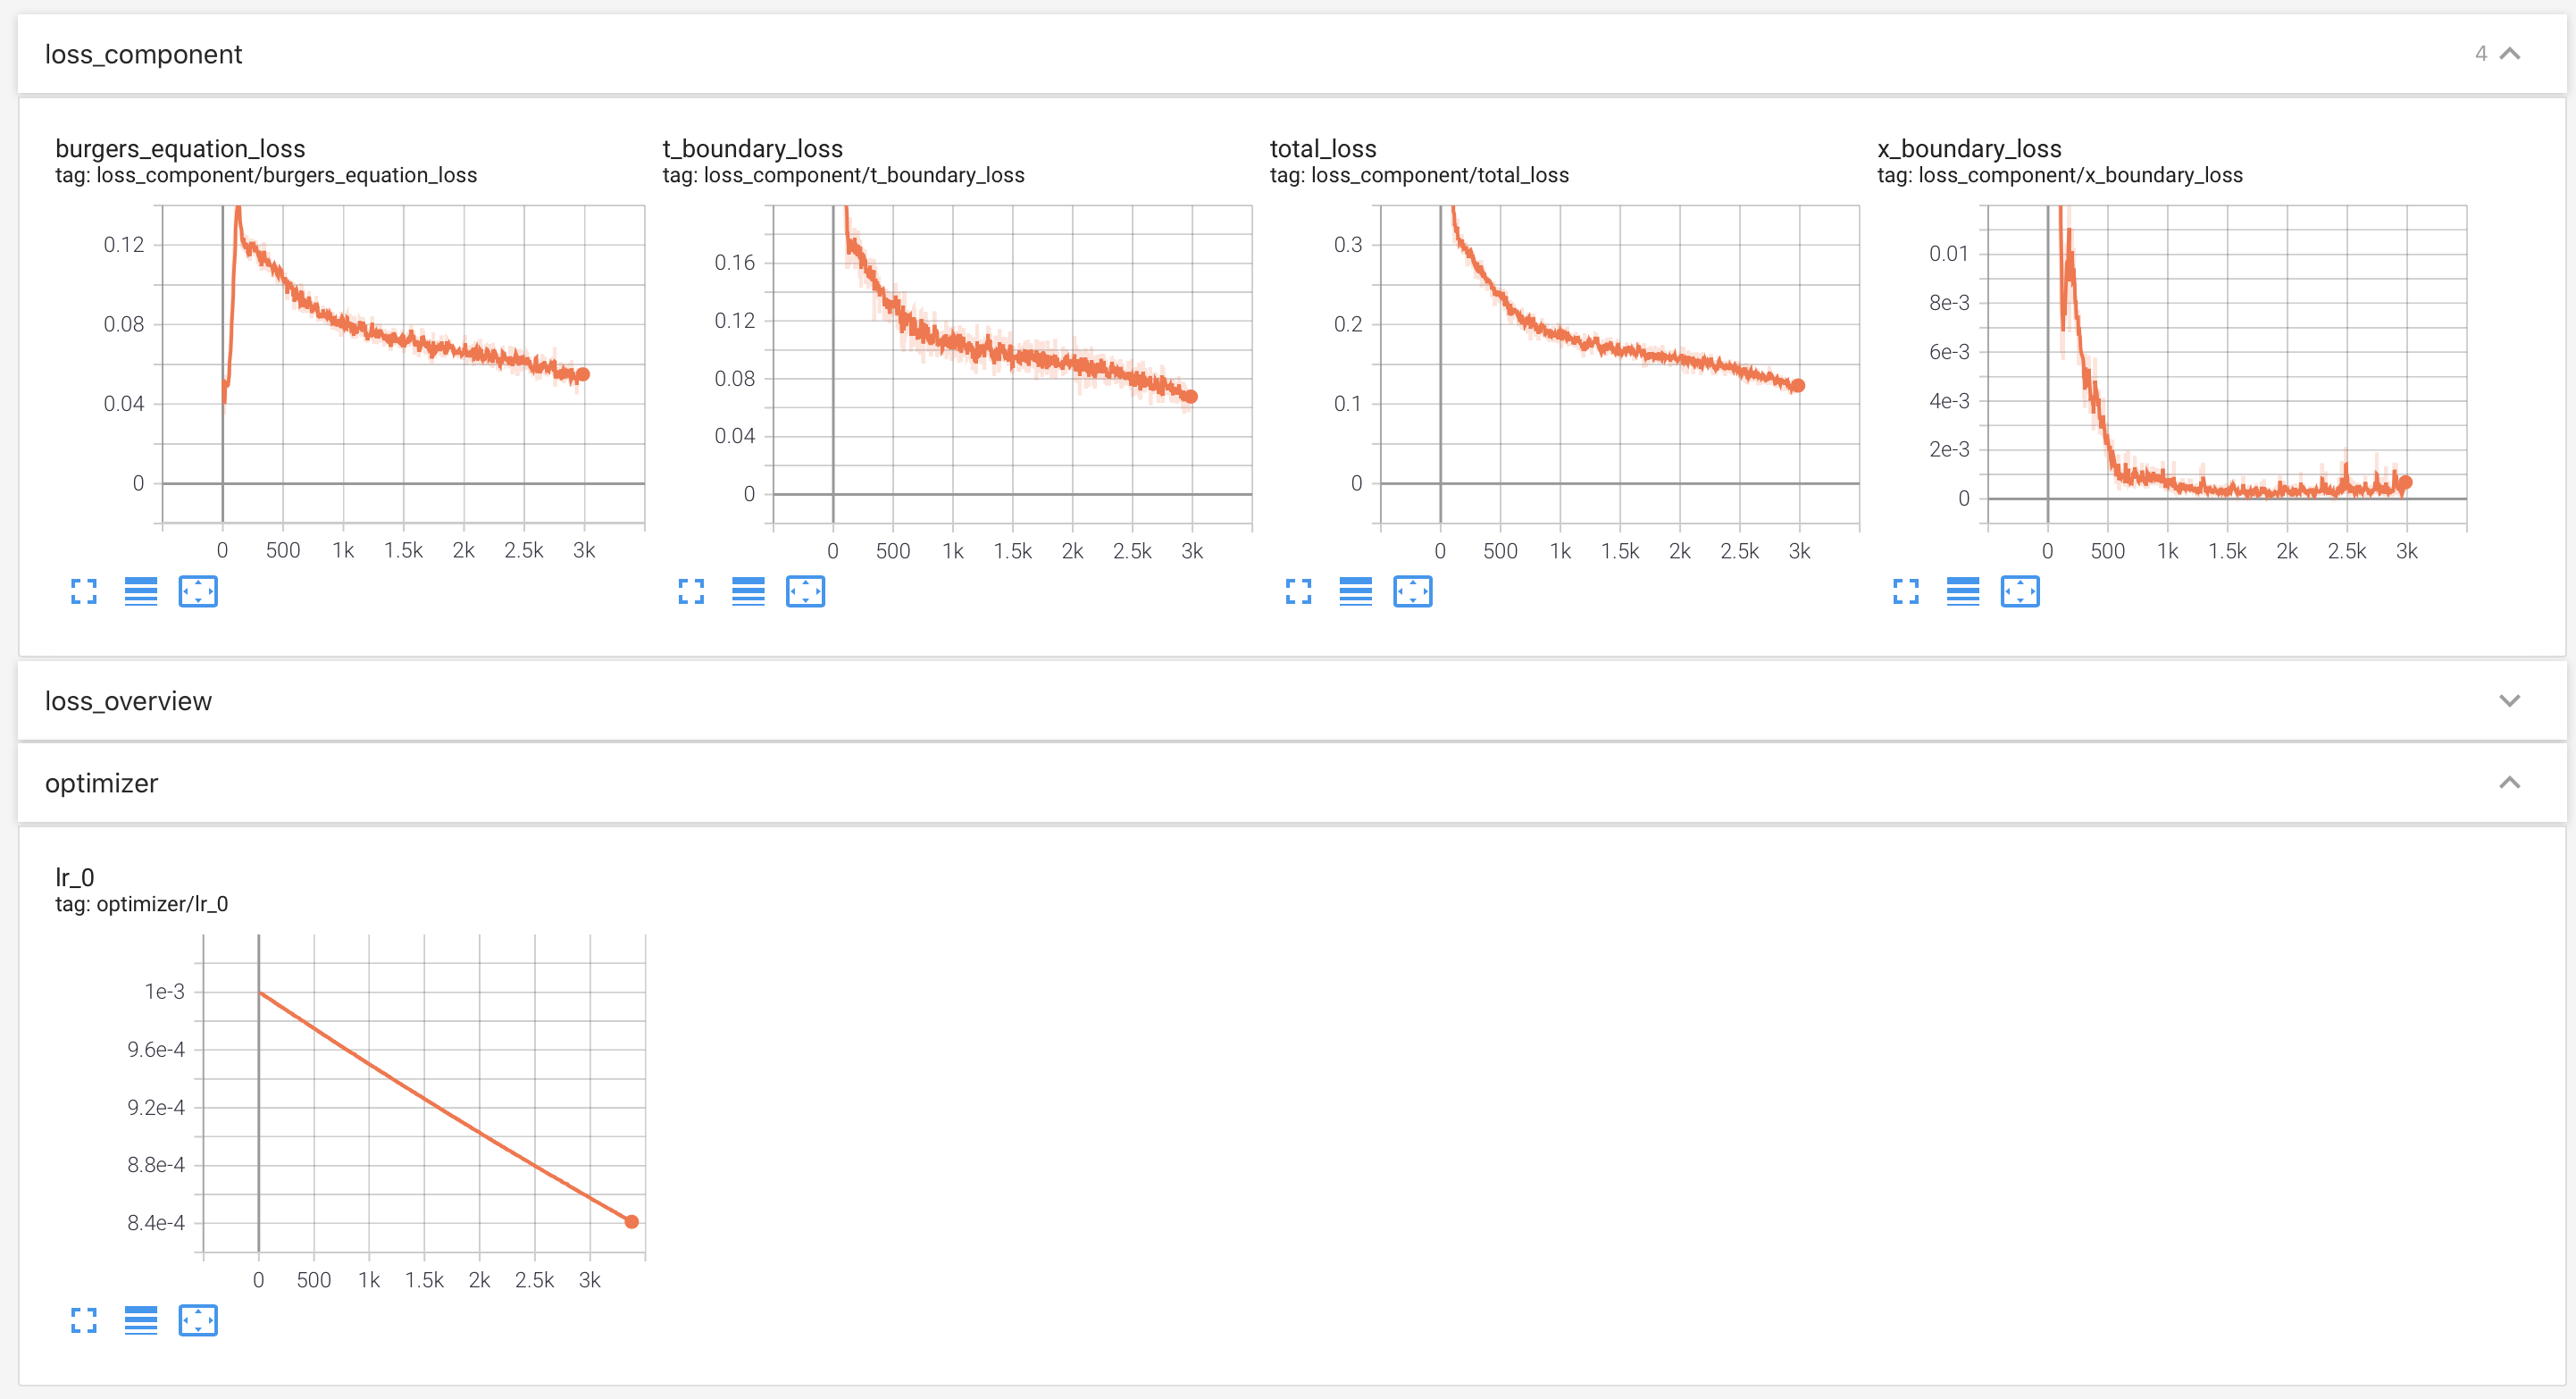 loss_component
4
burgers_equation_loss
tag: loss_component/burgers_equation_loss
0.12
0.08
0.04
0
0 500 1k 1.5k 2k 2.5k 3k
t_boundary_loss
tag: loss_component/t_boundary_loss
0.16
0.12
0.08
0.04
0
0 500 1k 1.5k 2k 2.5k 3k
total_loss
tag: loss_component/total_loss
0.3
0.2
0.1
0
0 500 1k 1.5k 2k 2.5k 3k
x_boundary_loss
tag: loss_component/x_boundary_loss
0.01
8e-3
6e-3
4e-3
2e-3
0
0 500 1k 1.5k 2k 2.5k 3k
loss_overview
optimizer
lr_0
tag: optimizer/lr_0
1e-3
9.6e-4
9.2e-4
8.8e-4
8.4e-4
0 500 1k 1.5k 2k 2.5k 3k